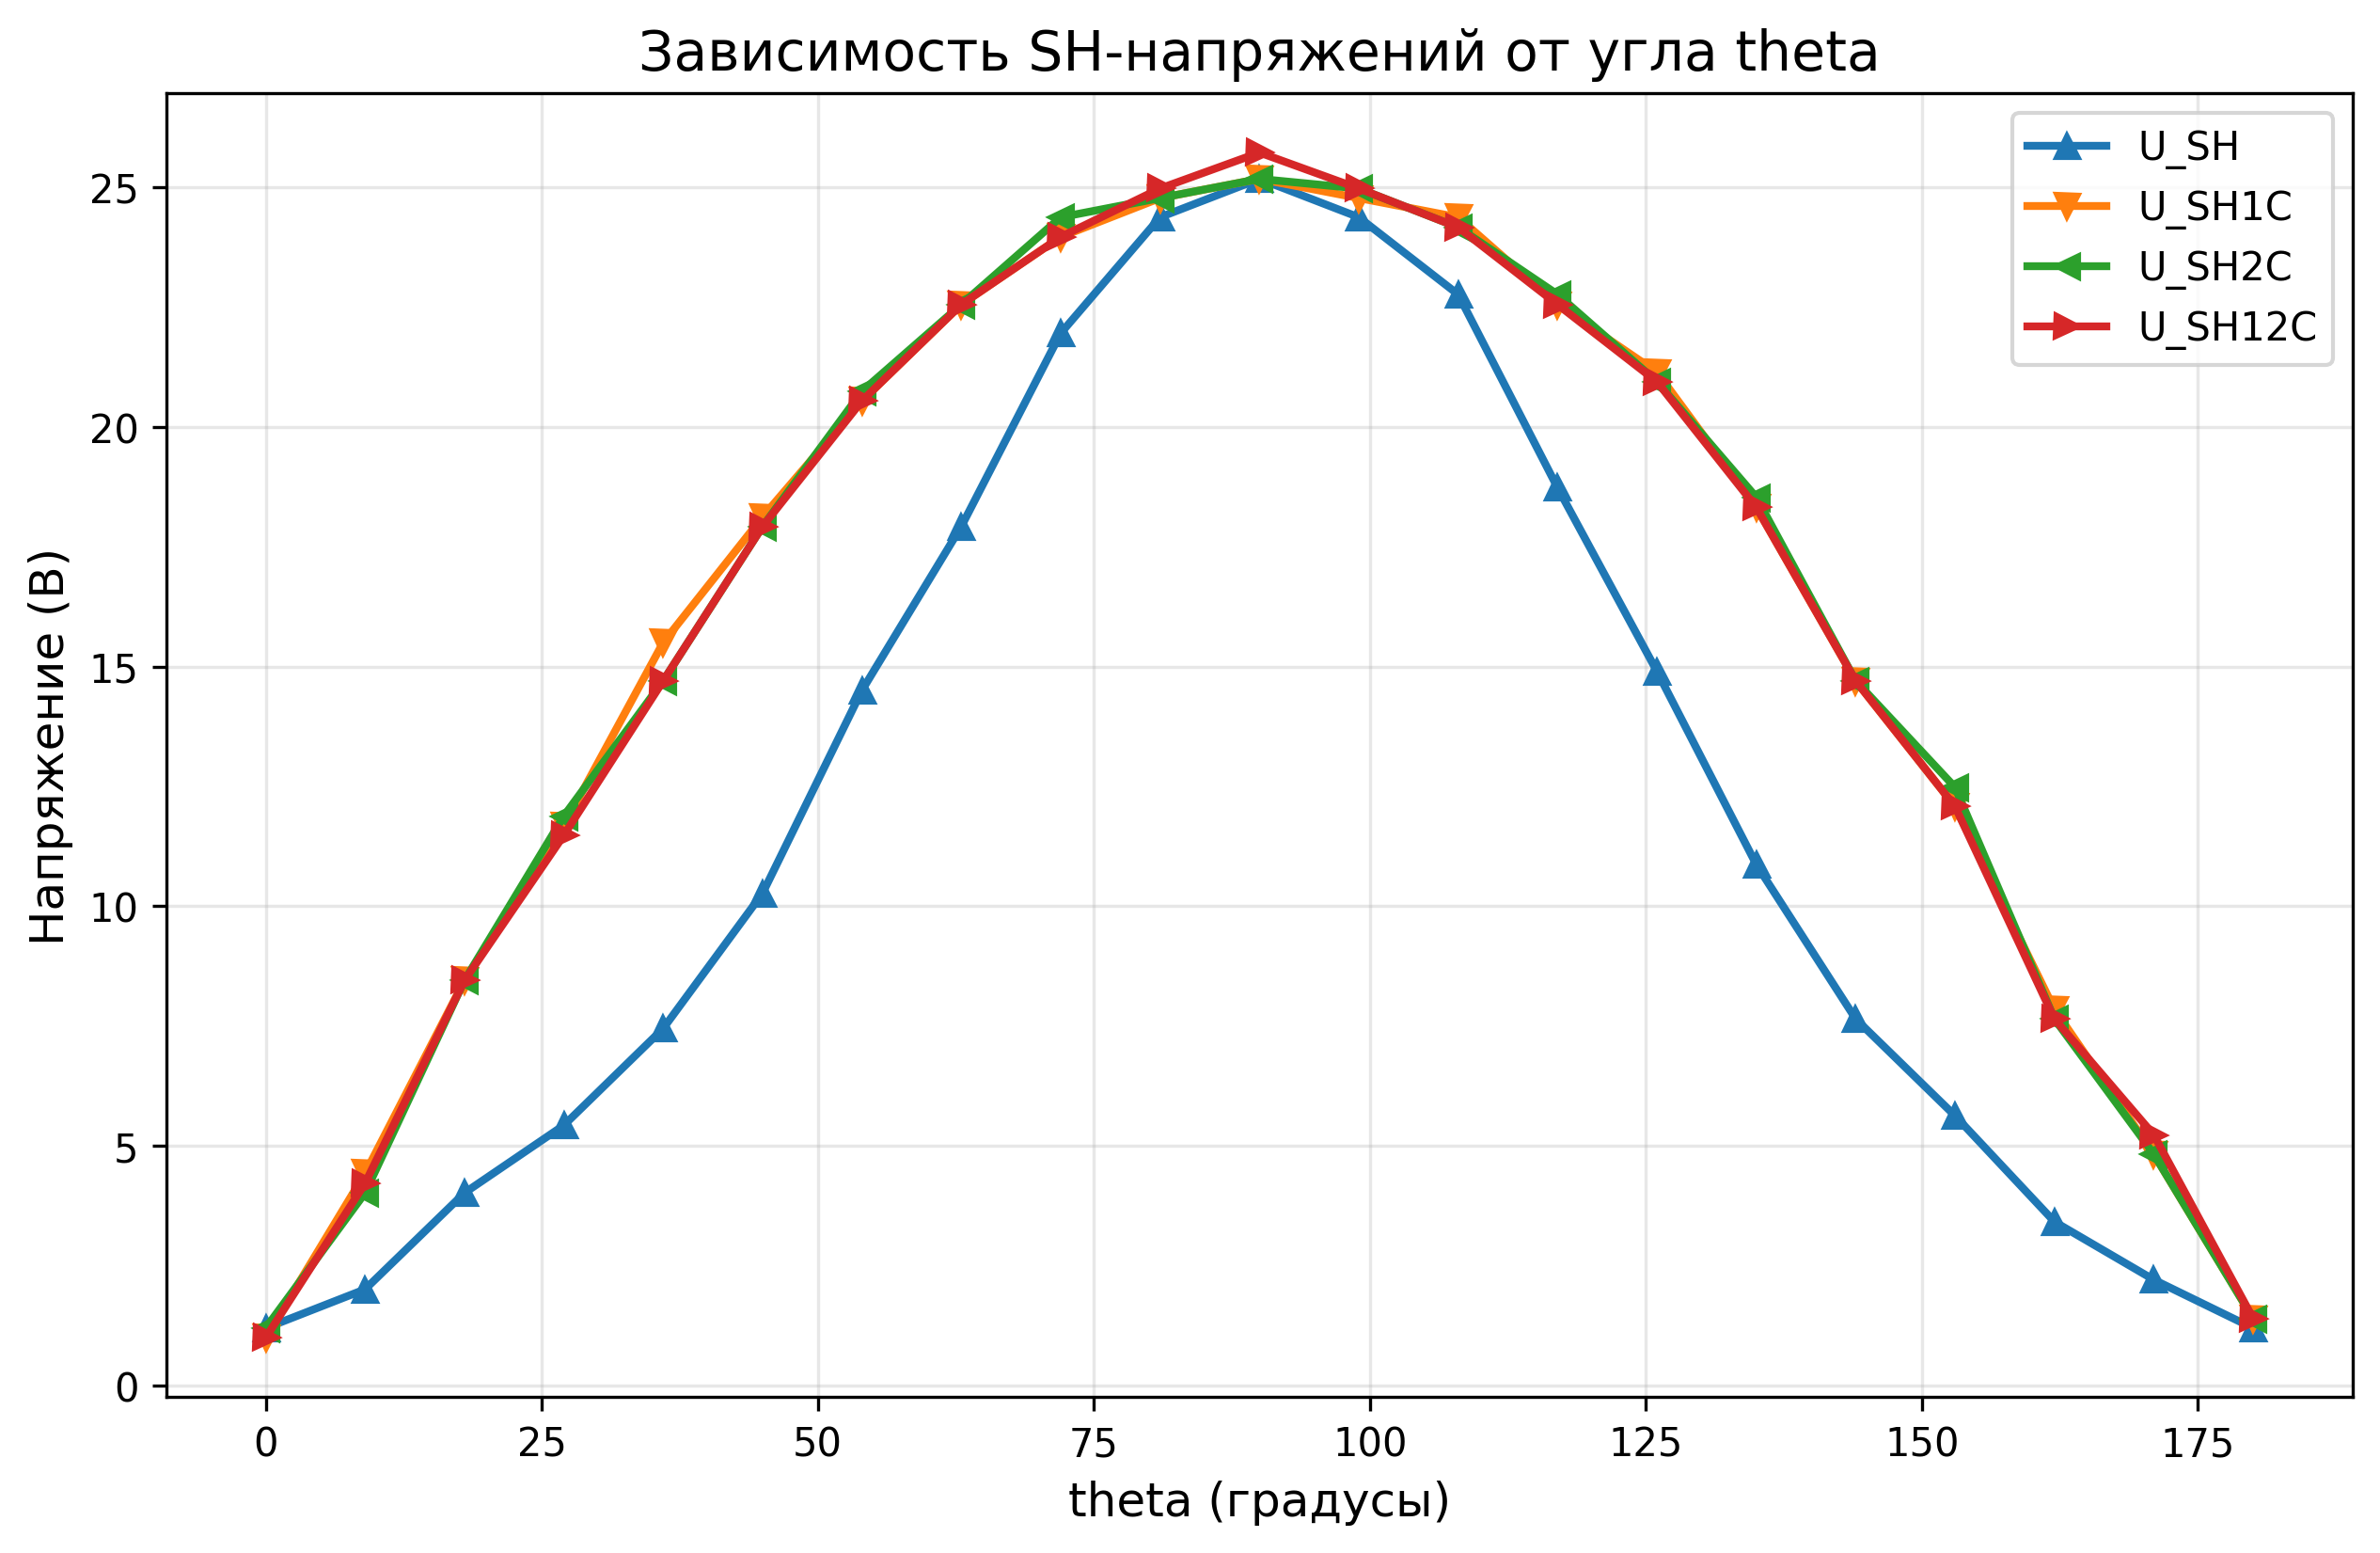 Зависимость SH-напряжений от угла theta
U_SH
U_SH1C
U_SH2C
U_SH12C
Напряжение (В)
25
20
15
10
5
0
0 25 50 75 100 125 150 175
theta (градусы)